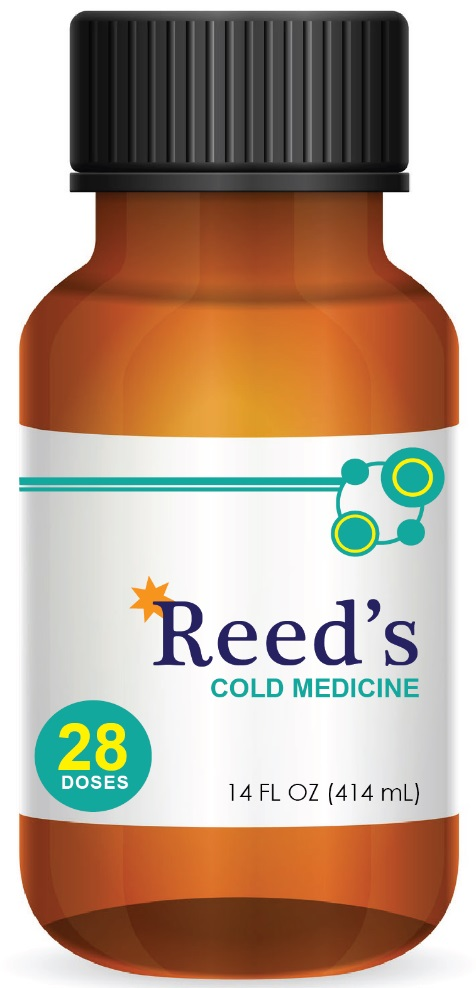 Reed’s
COLD MEDICINE
28
DOSES
14 FL OZ (414 mL)